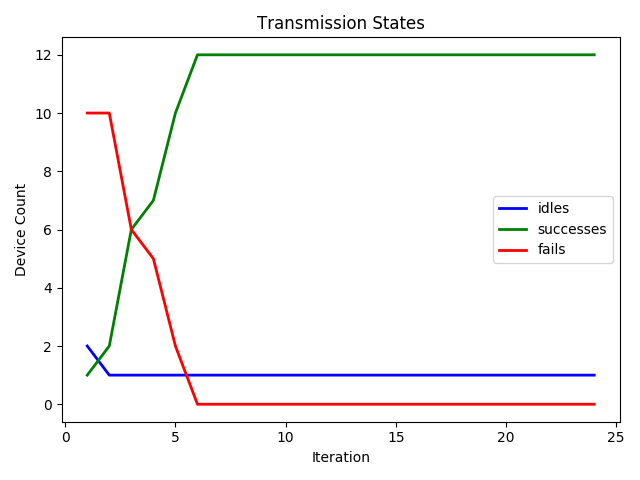 Transmission States
Device Count
12
10
8
6
4
2
0
idles
successes
fails
0 5 10 15 20 25
Iteration